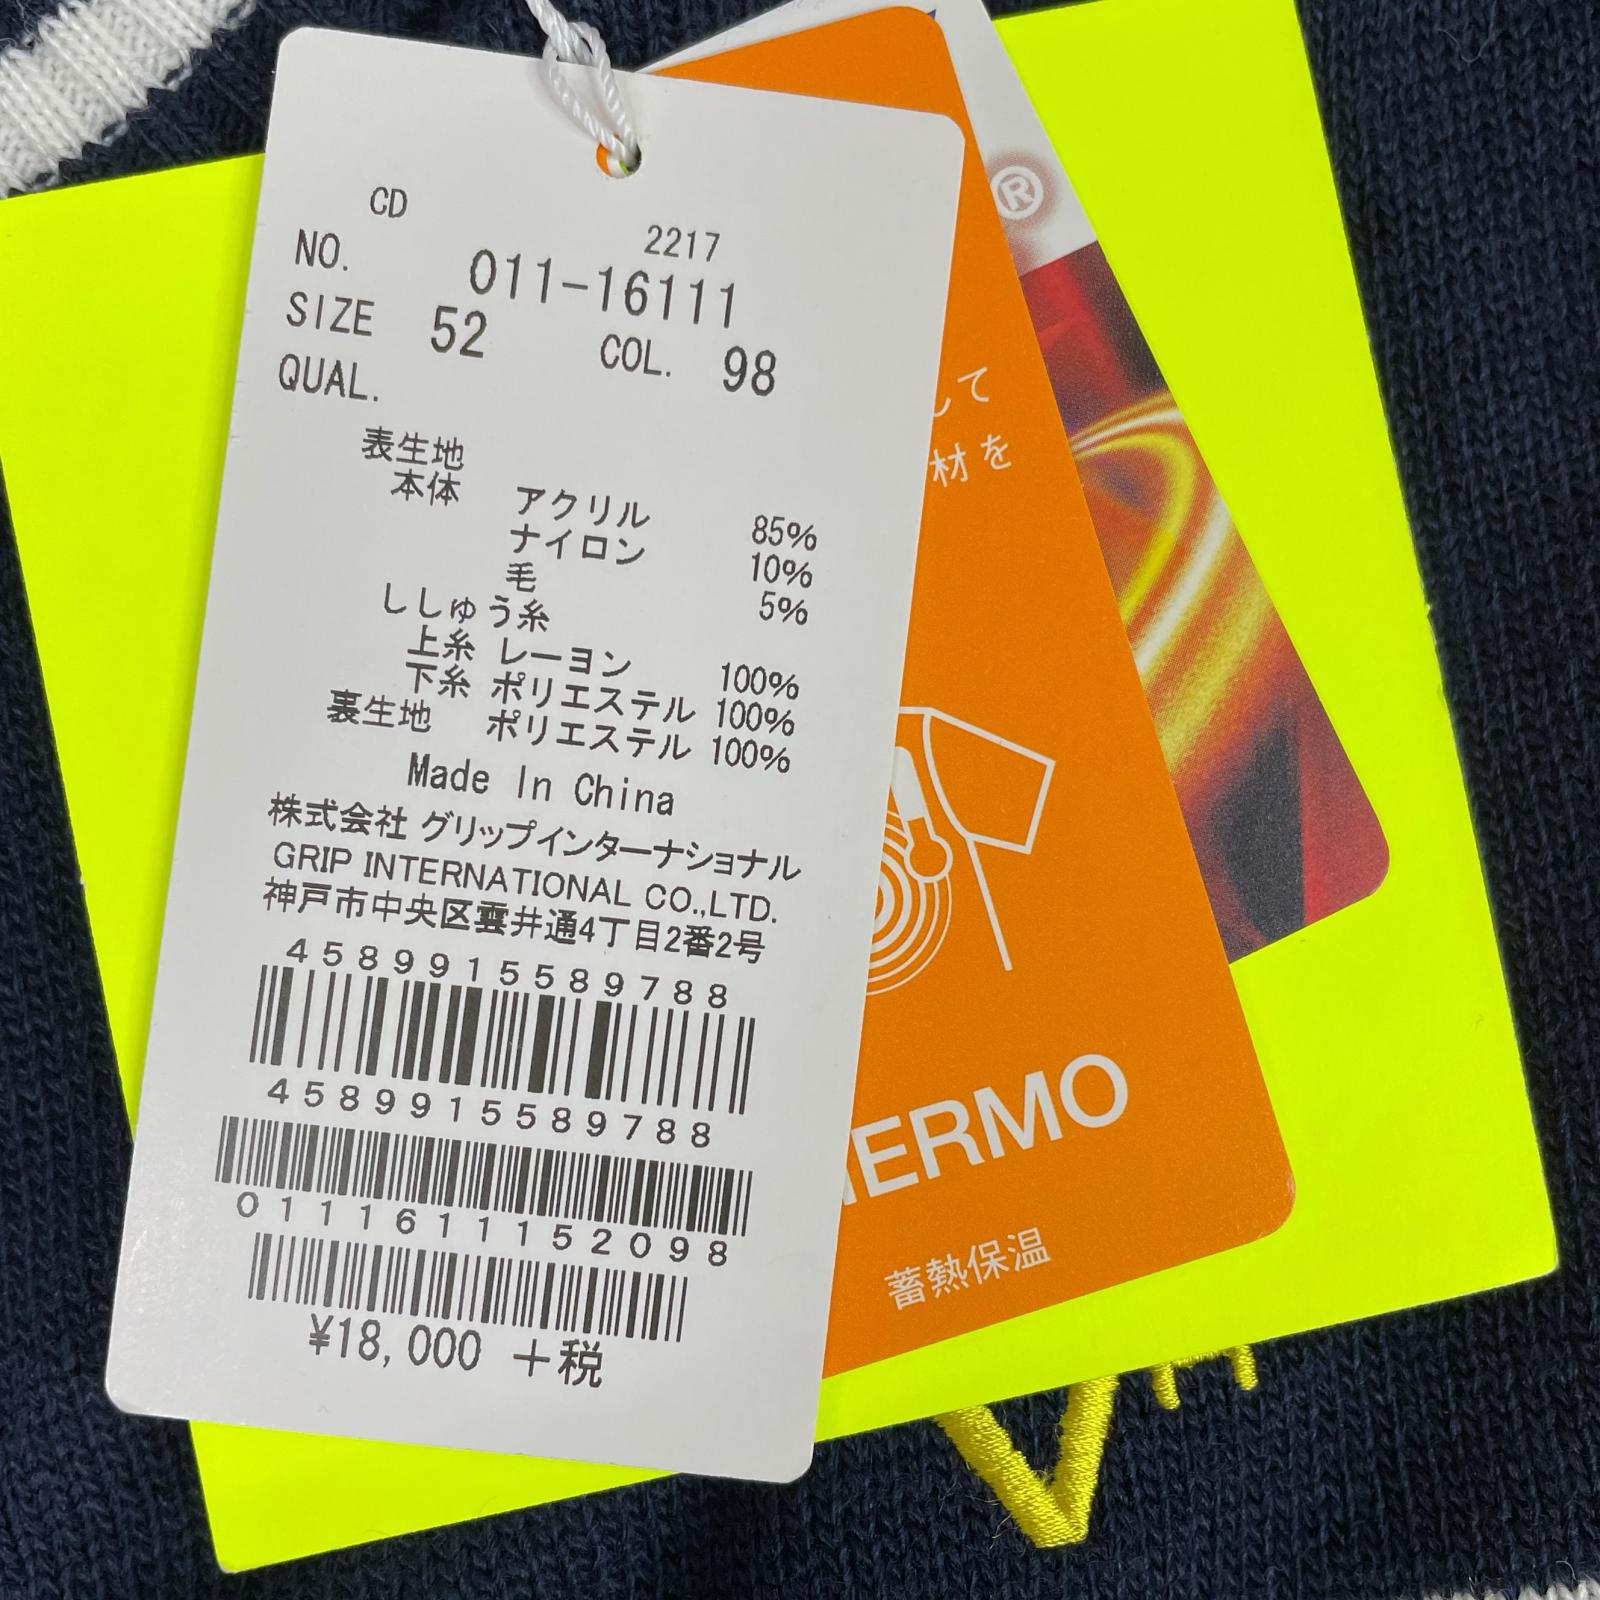 CD
2217
NO. 011-16111
SIZE 52 COL. 98
QUAL.
表生地
本体 アクリル 85%
ナイロン 10%
毛 5%
ししゅう糸
上糸 レーヨン 100%
下糸 ポリエステル 100%
裏生地 ポリエステル 100%
Made In China
株式会社 グリップインターナショナル
GRIP INTERNATIONAL CO.,LTD.
神戸市中央区雲井通4丁目2番2号
4589915589788
4589915589788
0111611152098
¥18,000 +税
®
して
材を
ERMO
蓄熱保温